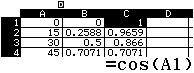 A B C
1 0 0 1
2 15 0.2588 0.9659
3 30 0.5 0.866
4 45 0.7071 0.7071
=cos(A1)